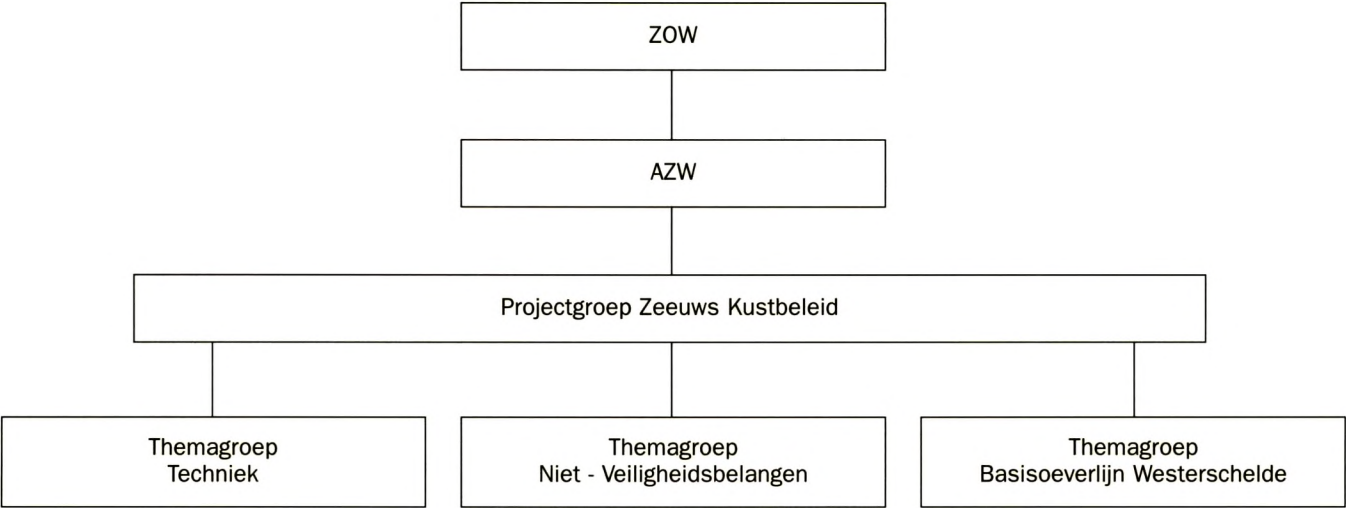 ZOW
AZW
Projectgroep Zeeuws Kustbeleid
Themagroep
Techniek
Themagroep
Niet - Veiligheidsbelangen
Themagroep
Basisoeverlijn Westerschelde